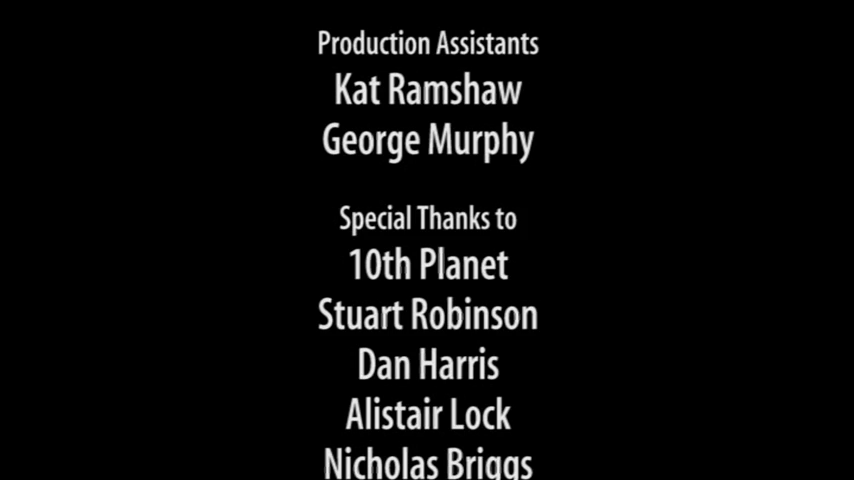 Production Assistants
Kat Ramshaw
George Murphy
Special Thanks to
10th Planet
Stuart Robinson
Dan Harris
Alistair Lock
Nicholas Briggs